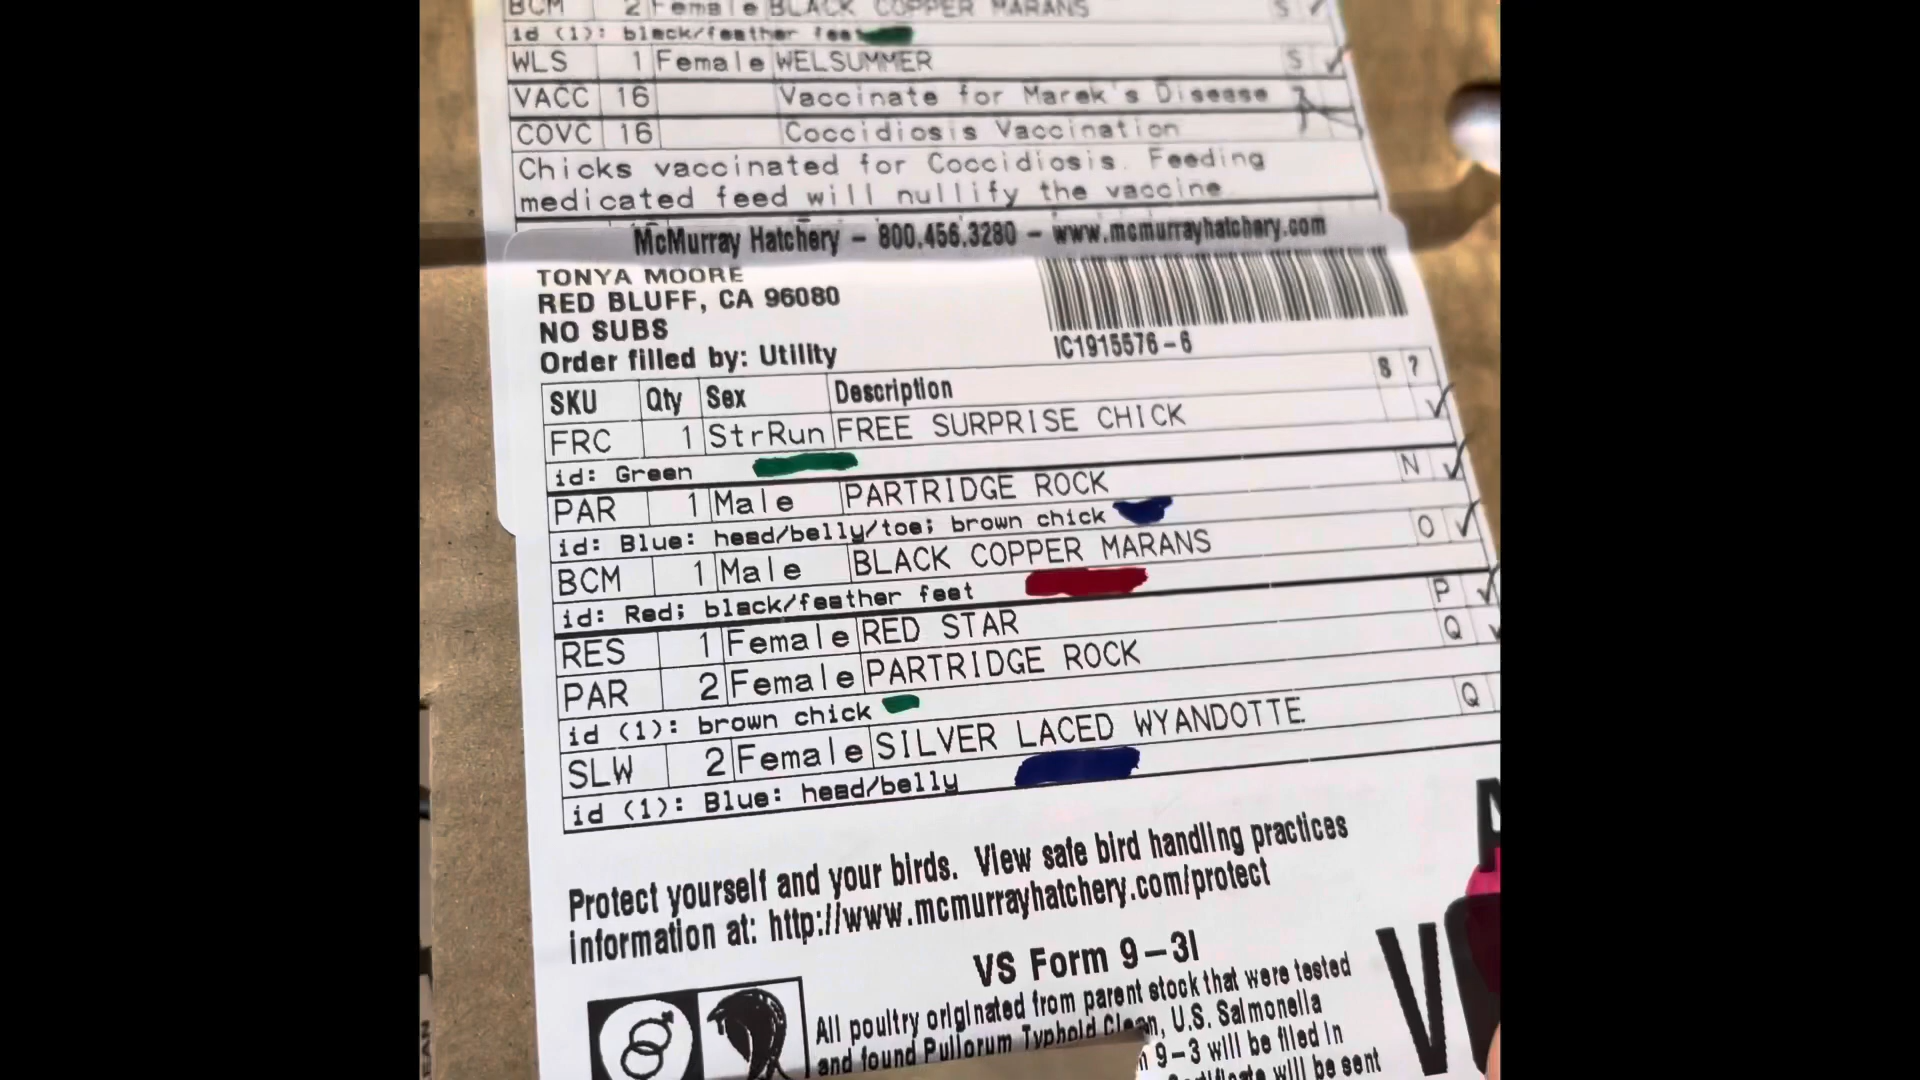 BCM 2 Female BLACK COPPER MARANS S
id (1): black/feather feet
WLS 1 Female WELSUMMER S
VACC 16 Vaccinate for Marek's Disease
COVC 16 Coccidiosis Vaccination
Chicks vaccinated for Coccidiosis. Feeding
medicated feed will nullify the vaccine
McMurray Hatchery - 800.456.3280 - www.mcmurrayhatchery.com
TONYA MOORE
RED BLUFF, CA 96080
NO SUBS
Order filled by: Utility
IC1915576-6
SKU Qty Sex Description S ?
FRC 1 StrRun FREE SURPRISE CHICK
id: Green
PAR 1 Male PARTRIDGE ROCK N
id: Blue: head/belly/toe; brown chick
BCM 1 Male BLACK COPPER MARANS O
id: Red; black/feather feet
RES 1 Female RED STAR P
PAR 2 Female PARTRIDGE ROCK Q
id (1): brown chick
SLW 2 Female SILVER LACED WYANDOTTE Q
id (1): Blue: head/belly
Protect yourself and your birds. View safe bird handling practices
information at: http://www.mcmurrayhatchery.com/protect
VS Form 9-3I
All poultry originated from parent stock that were tested
and found Pullorum Typhoid Clean, U.S. Salmonella
9-3 will be filed in
will be sent